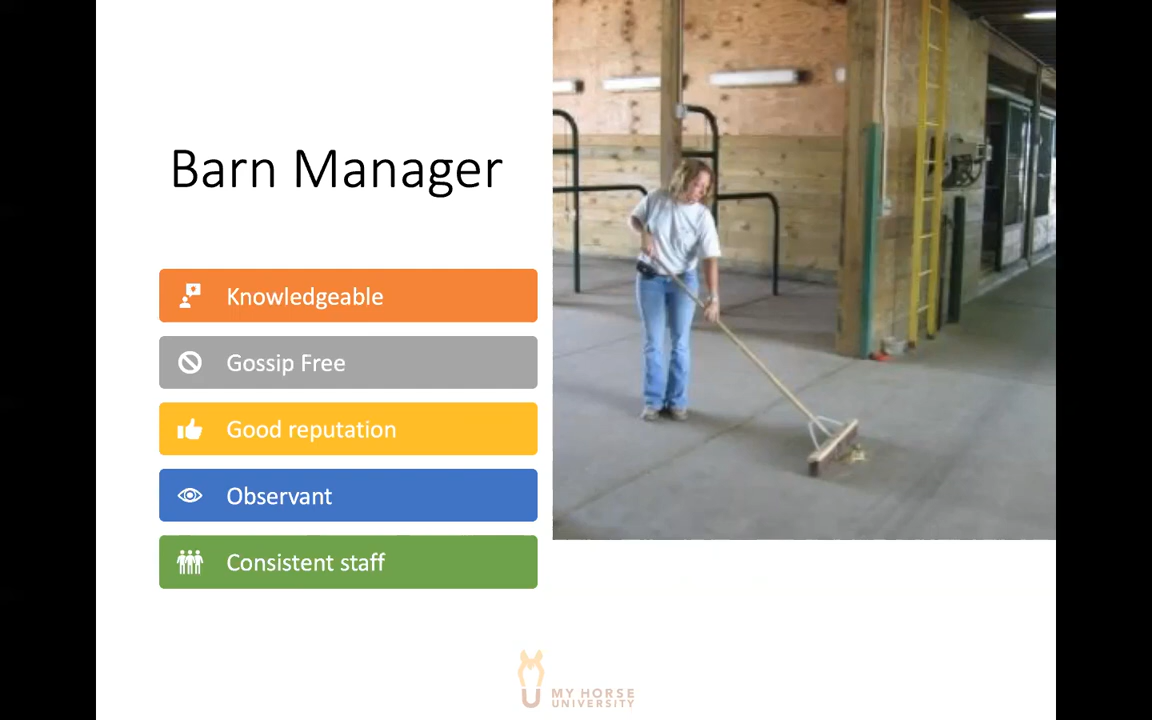 Barn Manager
Knowledgeable
Gossip Free
Good reputation
Observant
Consistent staff
MY HORSE
UNIVERSITY